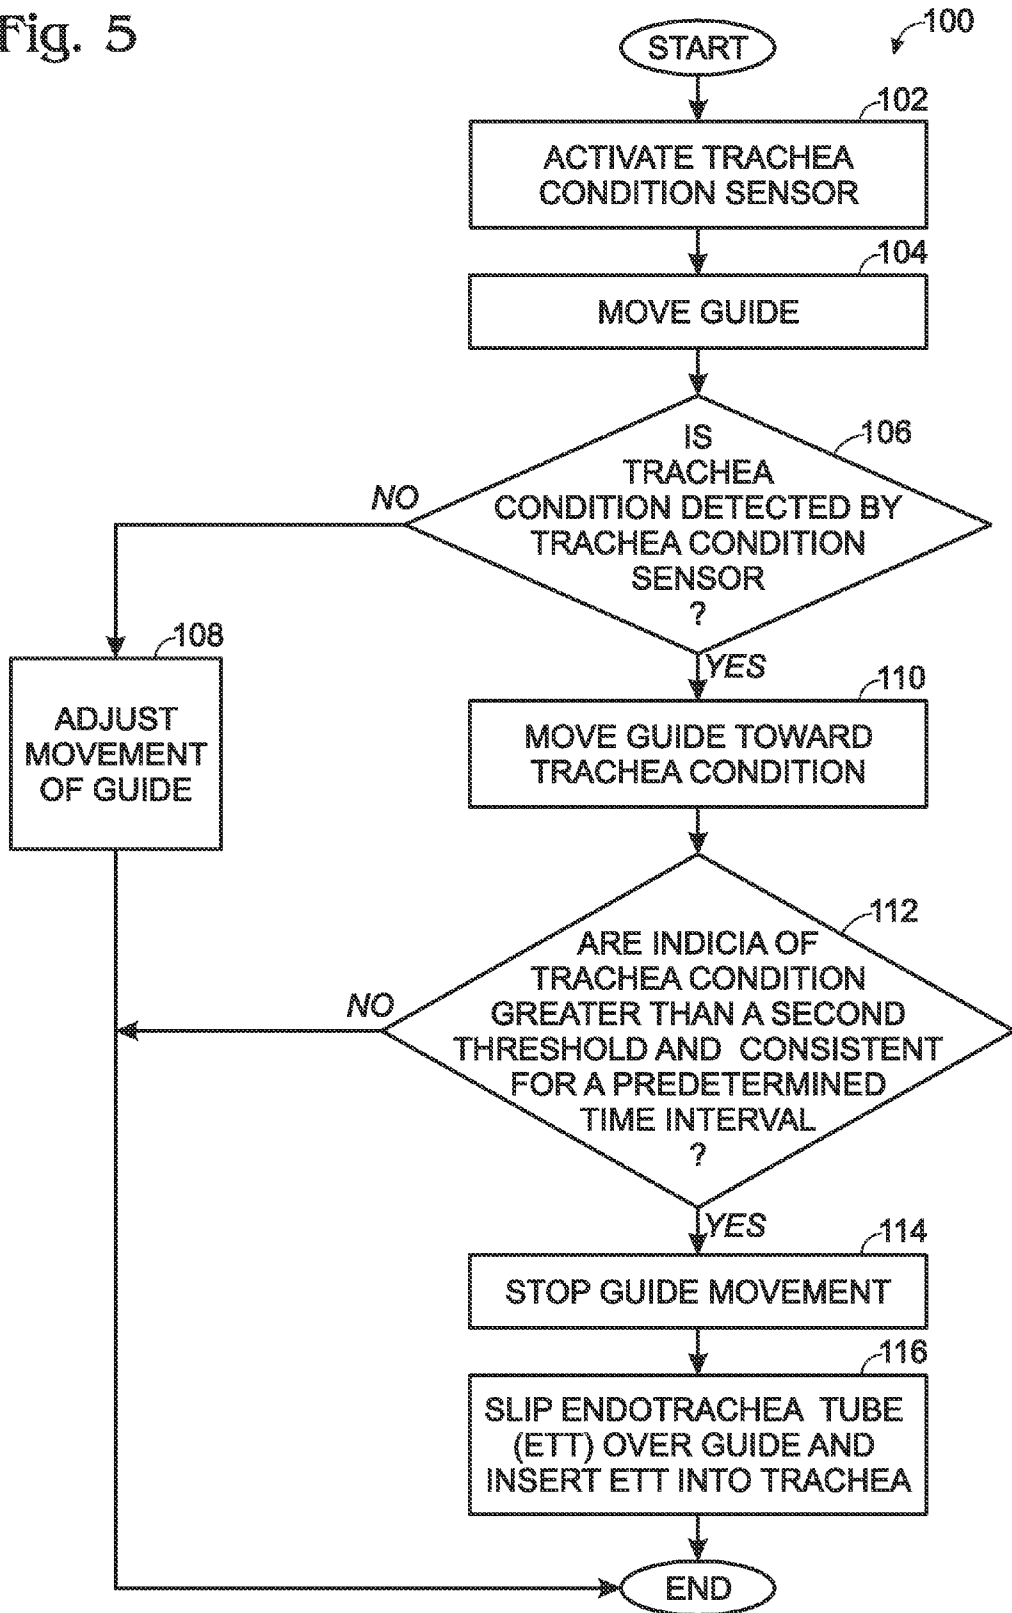 Fig. 5
START
100
102
ACTIVATE TRACHEA
CONDITION SENSOR
104
MOVE GUIDE
106
IS
TRACHEA
CONDITION DETECTED BY
TRACHEA CONDITION
SENSOR
?
NO
YES
108
ADJUST
MOVEMENT
OF GUIDE
110
MOVE GUIDE TOWARD
TRACHEA CONDITION
112
ARE INDICIA OF
TRACHEA CONDITION
GREATER THAN A SECOND
THRESHOLD AND CONSISTENT
FOR A PREDETERMINED
TIME INTERVAL
?
NO
YES
114
STOP GUIDE MOVEMENT
116
SLIP ENDOTRACHEA TUBE
(ETT) OVER GUIDE AND
INSERT ETT INTO TRACHEA
END